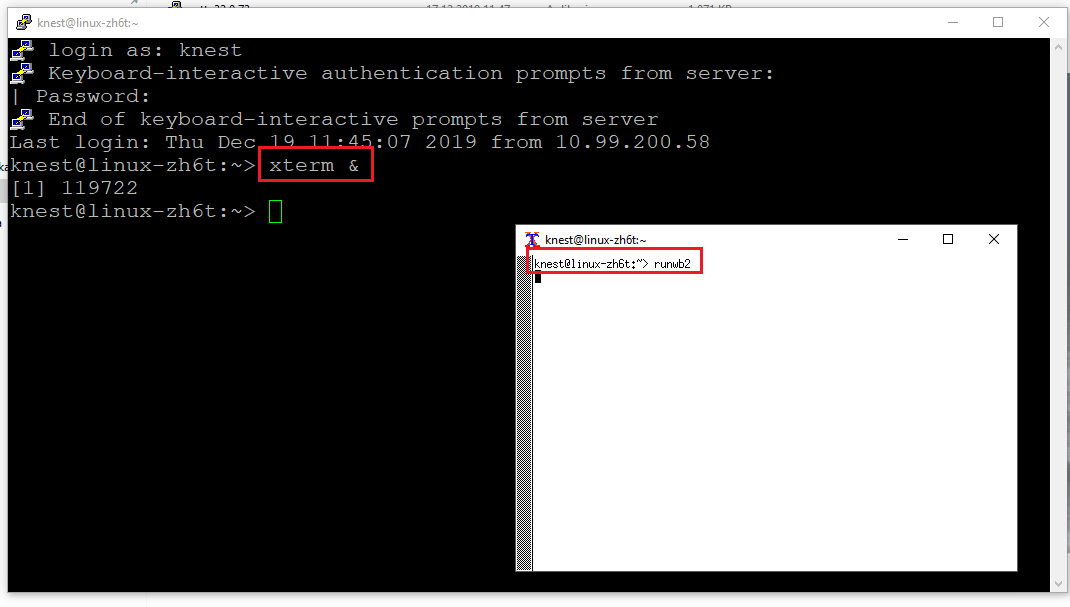 knest@linux-zh6t:~
login as: knest
Keyboard-interactive authentication prompts from server:
| Password:
End of keyboard-interactive prompts from server
Last login: Thu Dec 19 11:45:07 2019 from 10.99.200.58
knest@linux-zh6t:~> xterm &
[1] 119722
knest@linux-zh6t:~>
knest@linux-zh6t:~
knest@linux-zh6t:~> runwb2